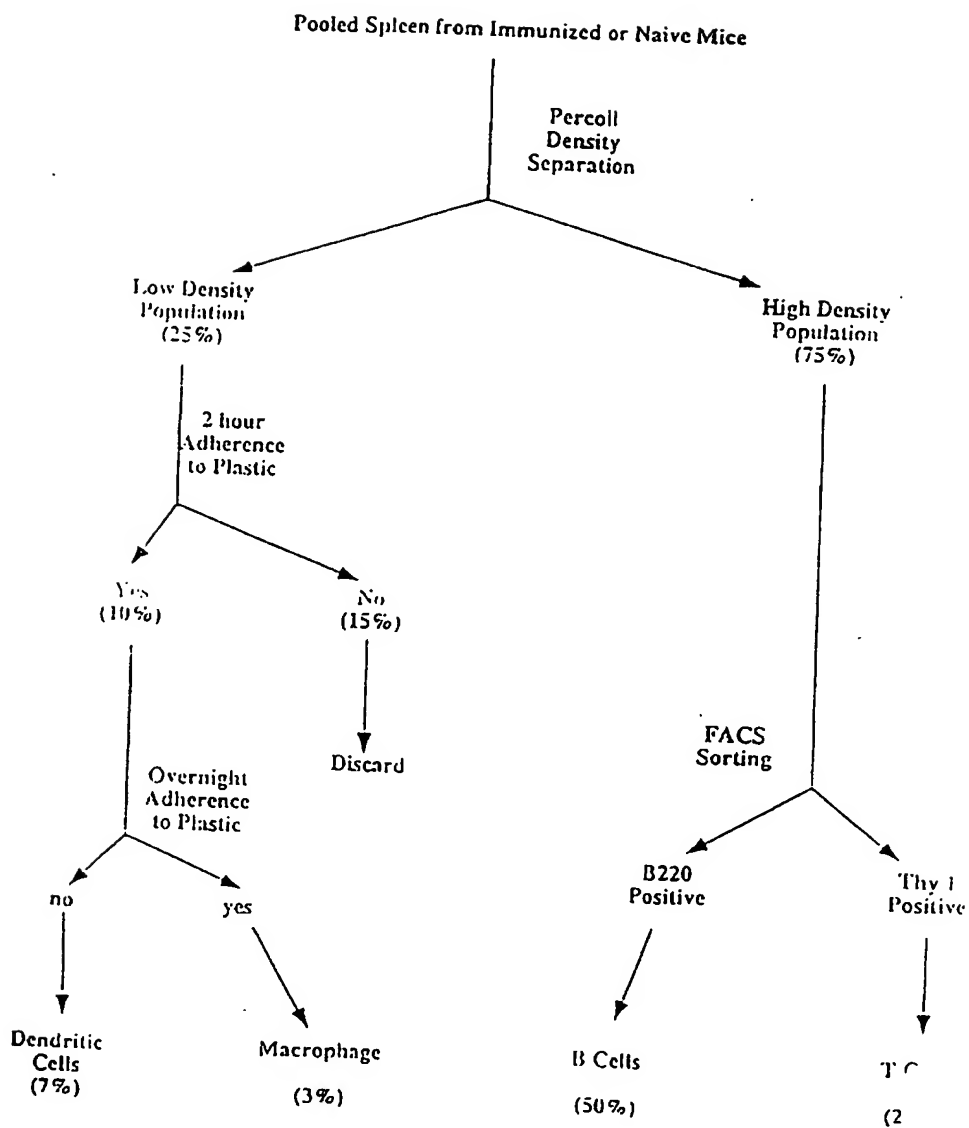 Pooled Spleen from Immunized or Naive Mice
Percoll
Density
Separation
Low Density
Population
(25%)
High Density
Population
(75%)
2 hour
Adherence
to Plastic
Yes
(10%)
No
(15%)
Discard
FACS
Sorting
Overnight
Adherence
to Plastic
no
yes
B220
Positive
Thy 1
Positive
Dendritic
Cells
(7%)
Macrophage
(3%)
B Cells
(50%)
T C
(2